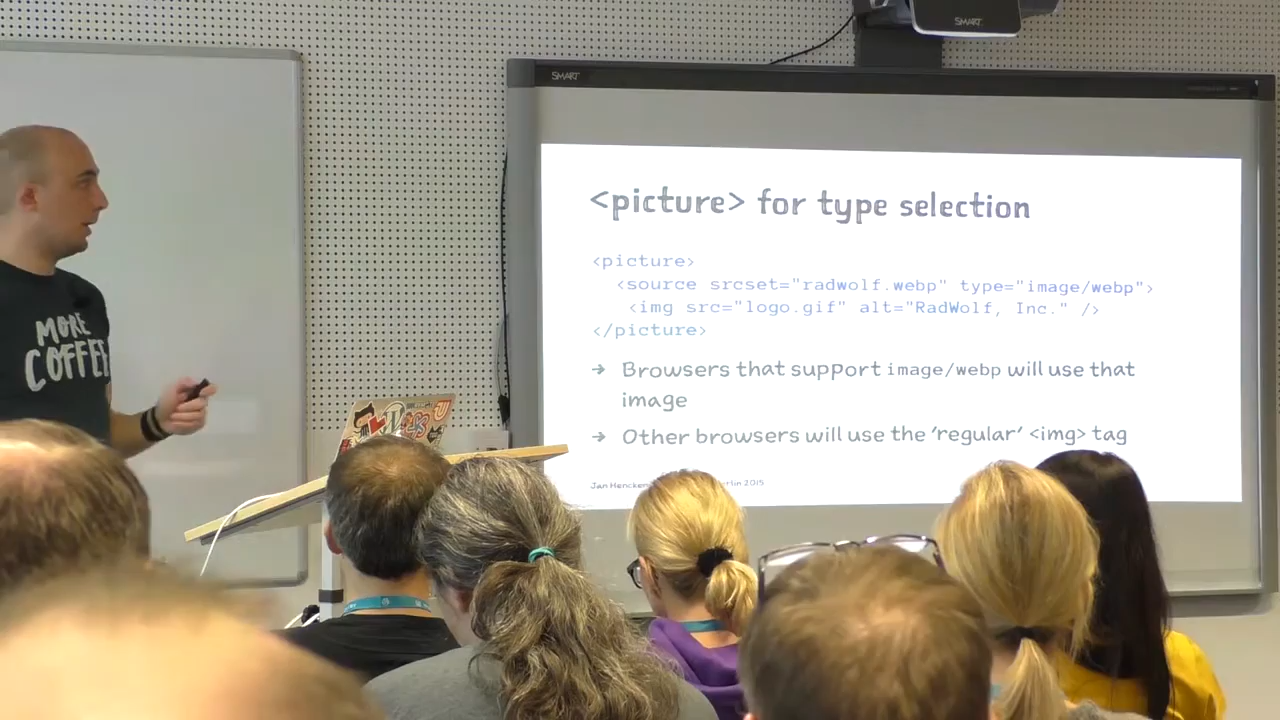 SMART
SMART
<picture> for type selection
<picture>
<source srcset="radwolf.webp" type="image/webp">
<img src="logo.gif" alt="RadWolf, Inc." />
</picture>
→ Browsers that support image/webp will use that
image
→ Other browsers will use the ‘regular’ <img> tag
Jan Hencken 2015
MORE
COFFEE